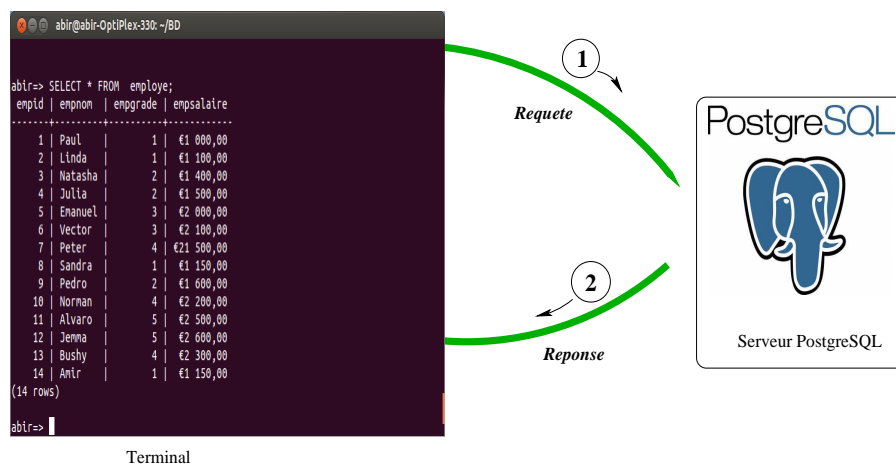 abir@abir-OptiPlex-330: ~/BD
abir=> SELECT * FROM  employe;
 empid | empnom  | empgrade | empsalaire
-------+---------+----------+------------
     1 | Paul    |        1 |  €1 000,00
     2 | Linda   |        1 |  €1 100,00
     3 | Natasha |        2 |  €1 400,00
     4 | Julia   |        2 |  €1 500,00
     5 | Emanuel |        3 |  €2 000,00
     6 | Vector  |        3 |  €2 100,00
     7 | Peter   |        4 | €21 500,00
     8 | Sandra  |        1 |  €1 150,00
     9 | Pedro   |        2 |  €1 600,00
    10 | Norman  |        4 |  €2 200,00
    11 | Alvaro  |        5 |  €2 500,00
    12 | Jemma   |        5 |  €2 600,00
    13 | Bushy   |        4 |  €2 300,00
    14 | Amir    |        1 |  €1 150,00
(14 rows)
abir=>
Terminal
1
Requete
2
Reponse
PostgreSQL
Serveur PostgreSQL